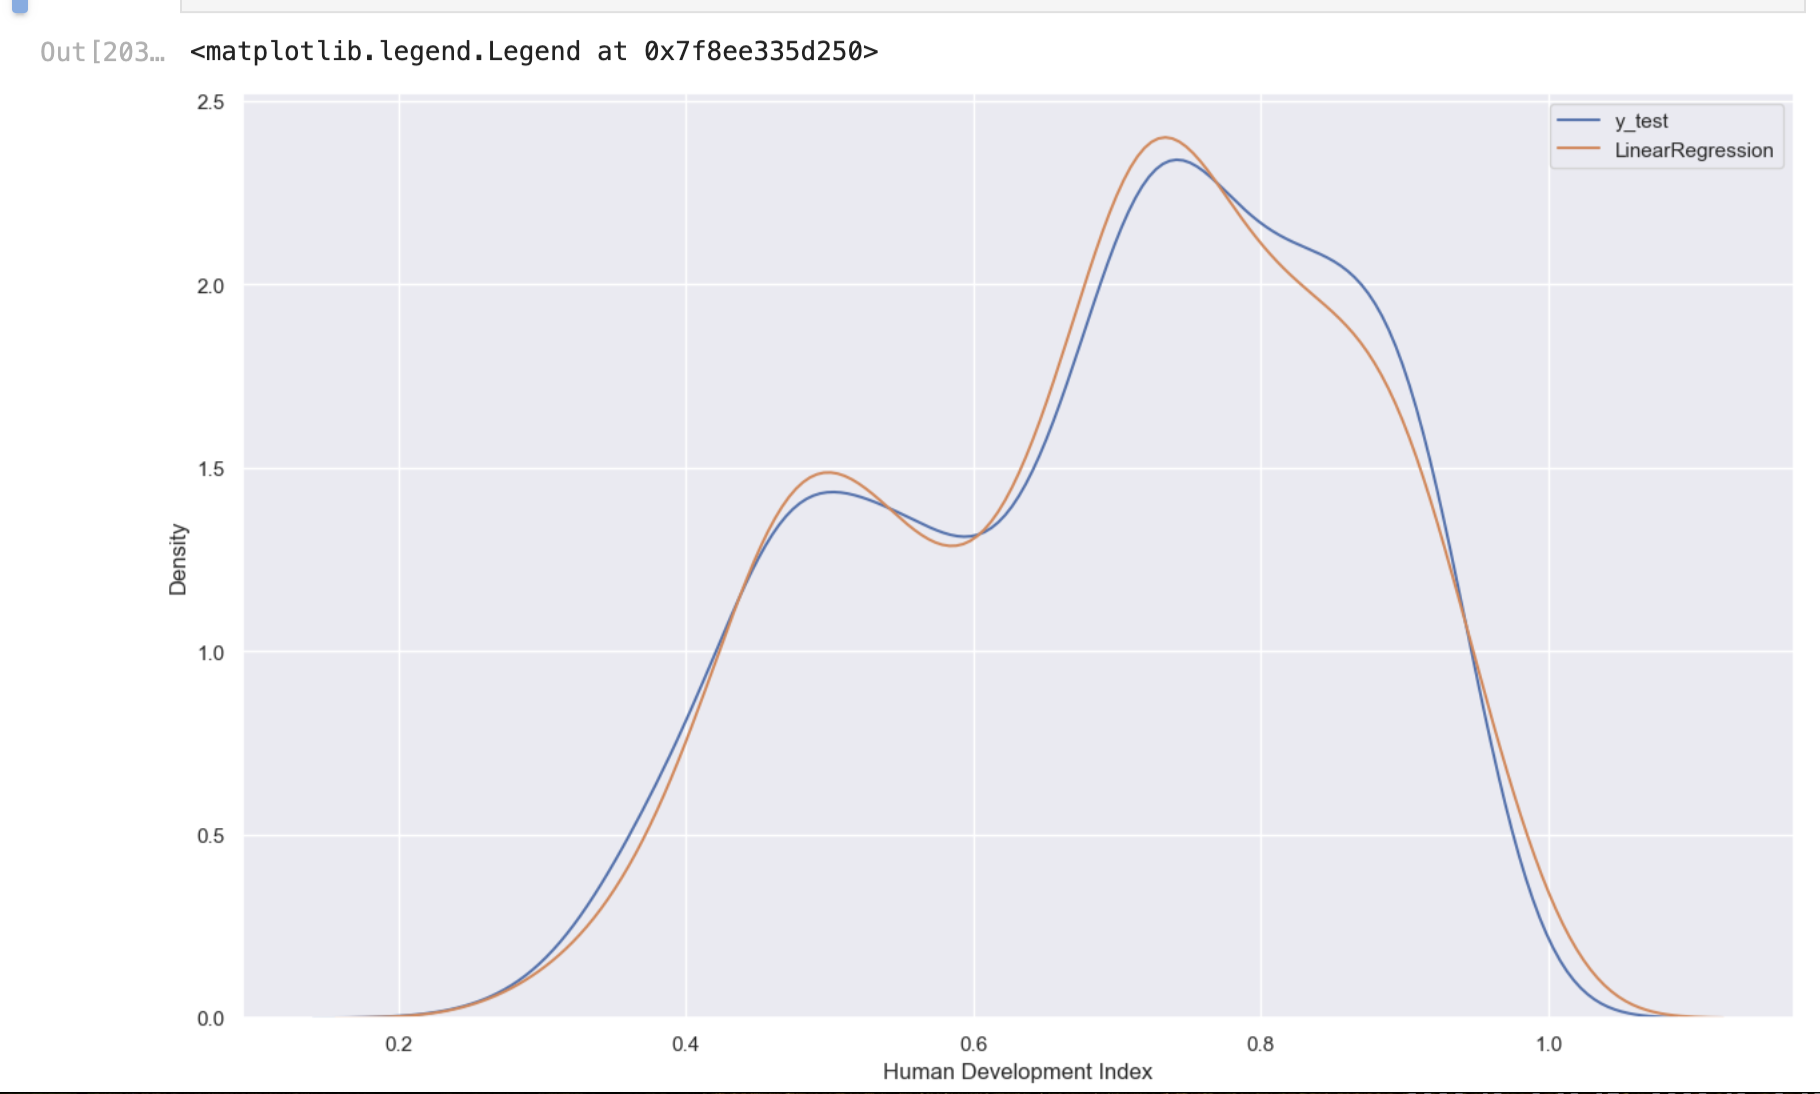 Out[203… <matplotlib.legend.Legend at 0x7f8ee335d250>
2.5
2.0
1.5
1.0
0.5
0.0
Density
y_test
LinearRegression
0.2 0.4 0.6 0.8 1.0
Human Development Index